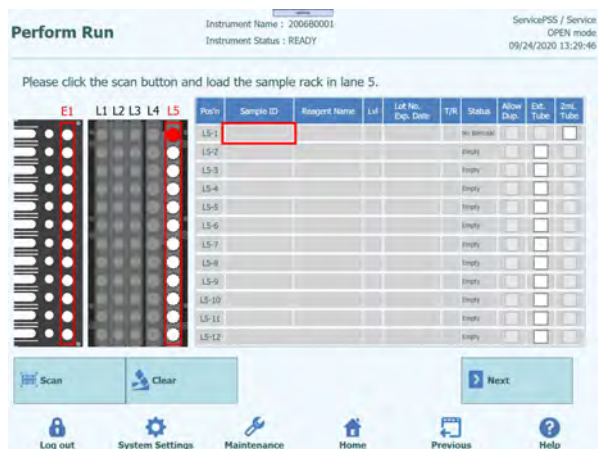 Perform Run
Instrument Name : 200680001
Instrument Status : READY
ServicePSS / Service
OPEN mode
09/24/2020 13:29:46
Please click the scan button and load the sample rack in lane 5.
E1 L1 L2 L3 L4 L5
Pos'n Sample ID Reagent Name Lvl Lot No. Exp. Date T/R Status Allow Dup. Ext. Tube 2mL Tube
L5-1 No Barcode
L5-2 Empty
L5-3 Empty
L5-4 Empty
L5-5 Empty
L5-6 Empty
L5-7 Empty
L5-8 Empty
L5-9 Empty
L5-10 Empty
L5-11 Empty
L5-12 Empty
Scan Clear Next
Log out System Settings Maintenance Home Previous Help